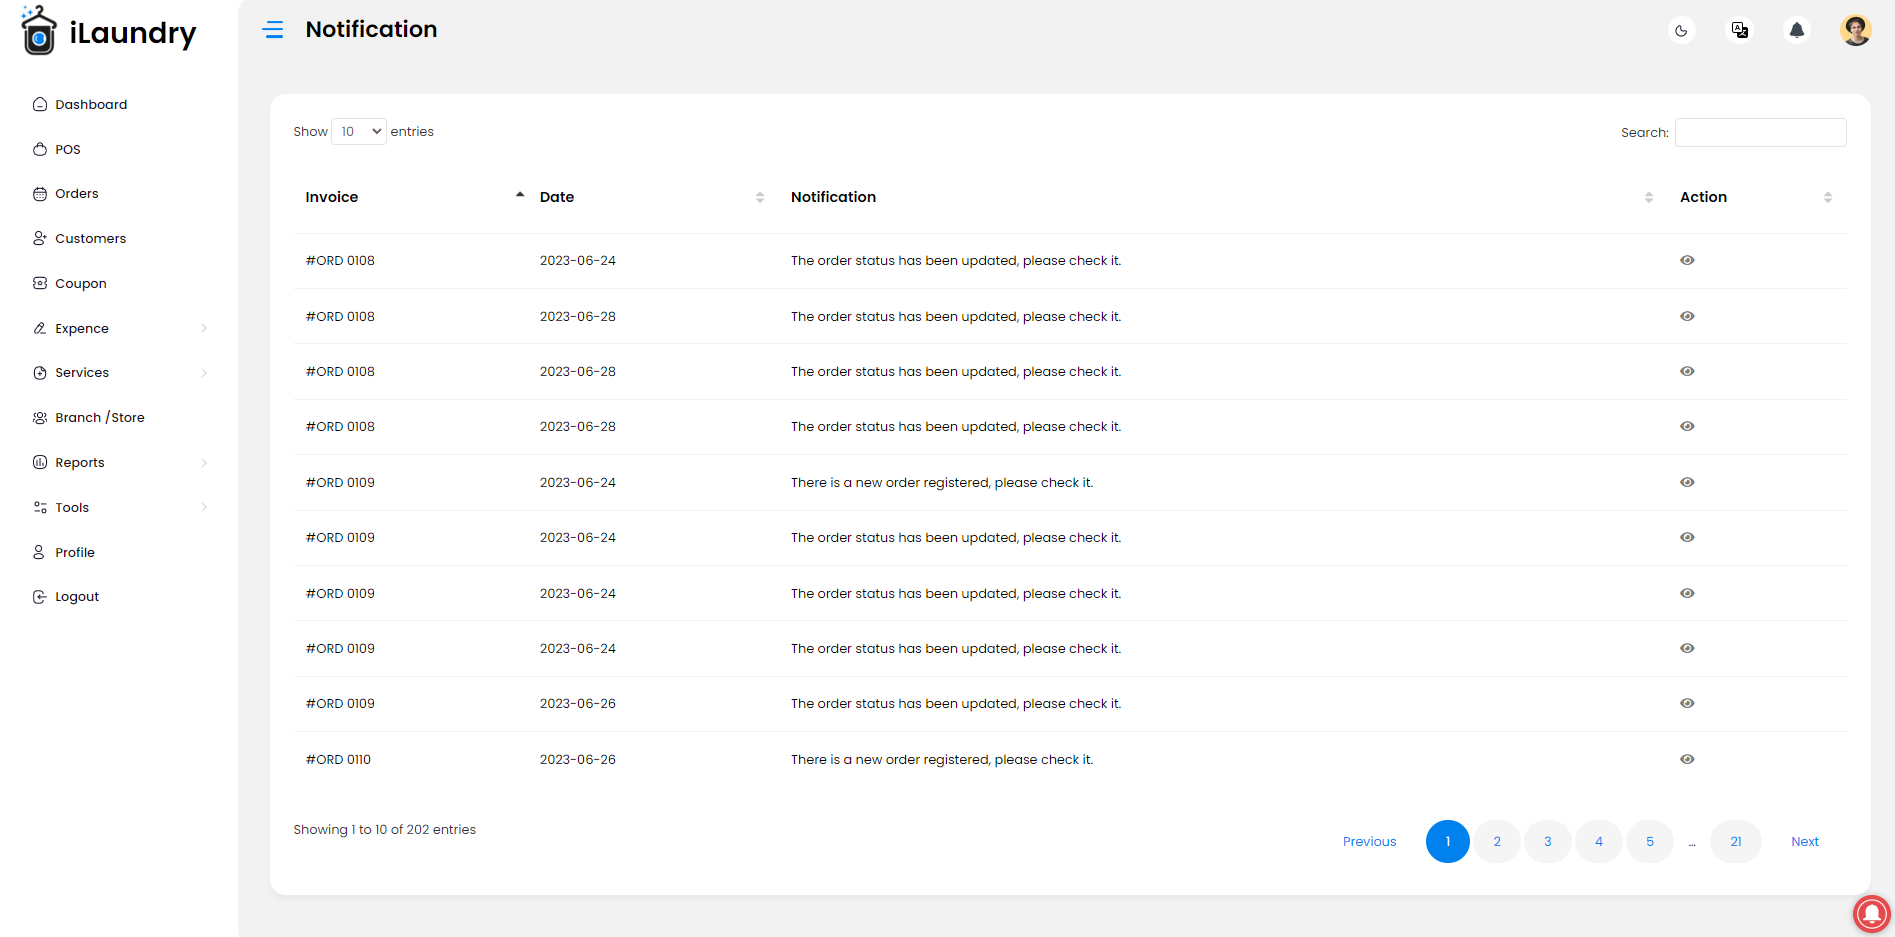 iLaundry
Notification
Dashboard
POS
Orders
Customers
Coupon
Expence
Services
Branch /Store
Reports
Tools
Profile
Logout
Show 10 entries
Search:
Invoice Date Notification Action
#ORD 0108 2023-06-24 The order status has been updated, please check it.
#ORD 0108 2023-06-28 The order status has been updated, please check it.
#ORD 0108 2023-06-28 The order status has been updated, please check it.
#ORD 0108 2023-06-28 The order status has been updated, please check it.
#ORD 0109 2023-06-24 There is a new order registered, please check it.
#ORD 0109 2023-06-24 The order status has been updated, please check it.
#ORD 0109 2023-06-24 The order status has been updated, please check it.
#ORD 0109 2023-06-24 The order status has been updated, please check it.
#ORD 0109 2023-06-26 The order status has been updated, please check it.
#ORD 0110 2023-06-26 There is a new order registered, please check it.
Showing 1 to 10 of 202 entries
Previous 1 2 3 4 5 ... 21 Next